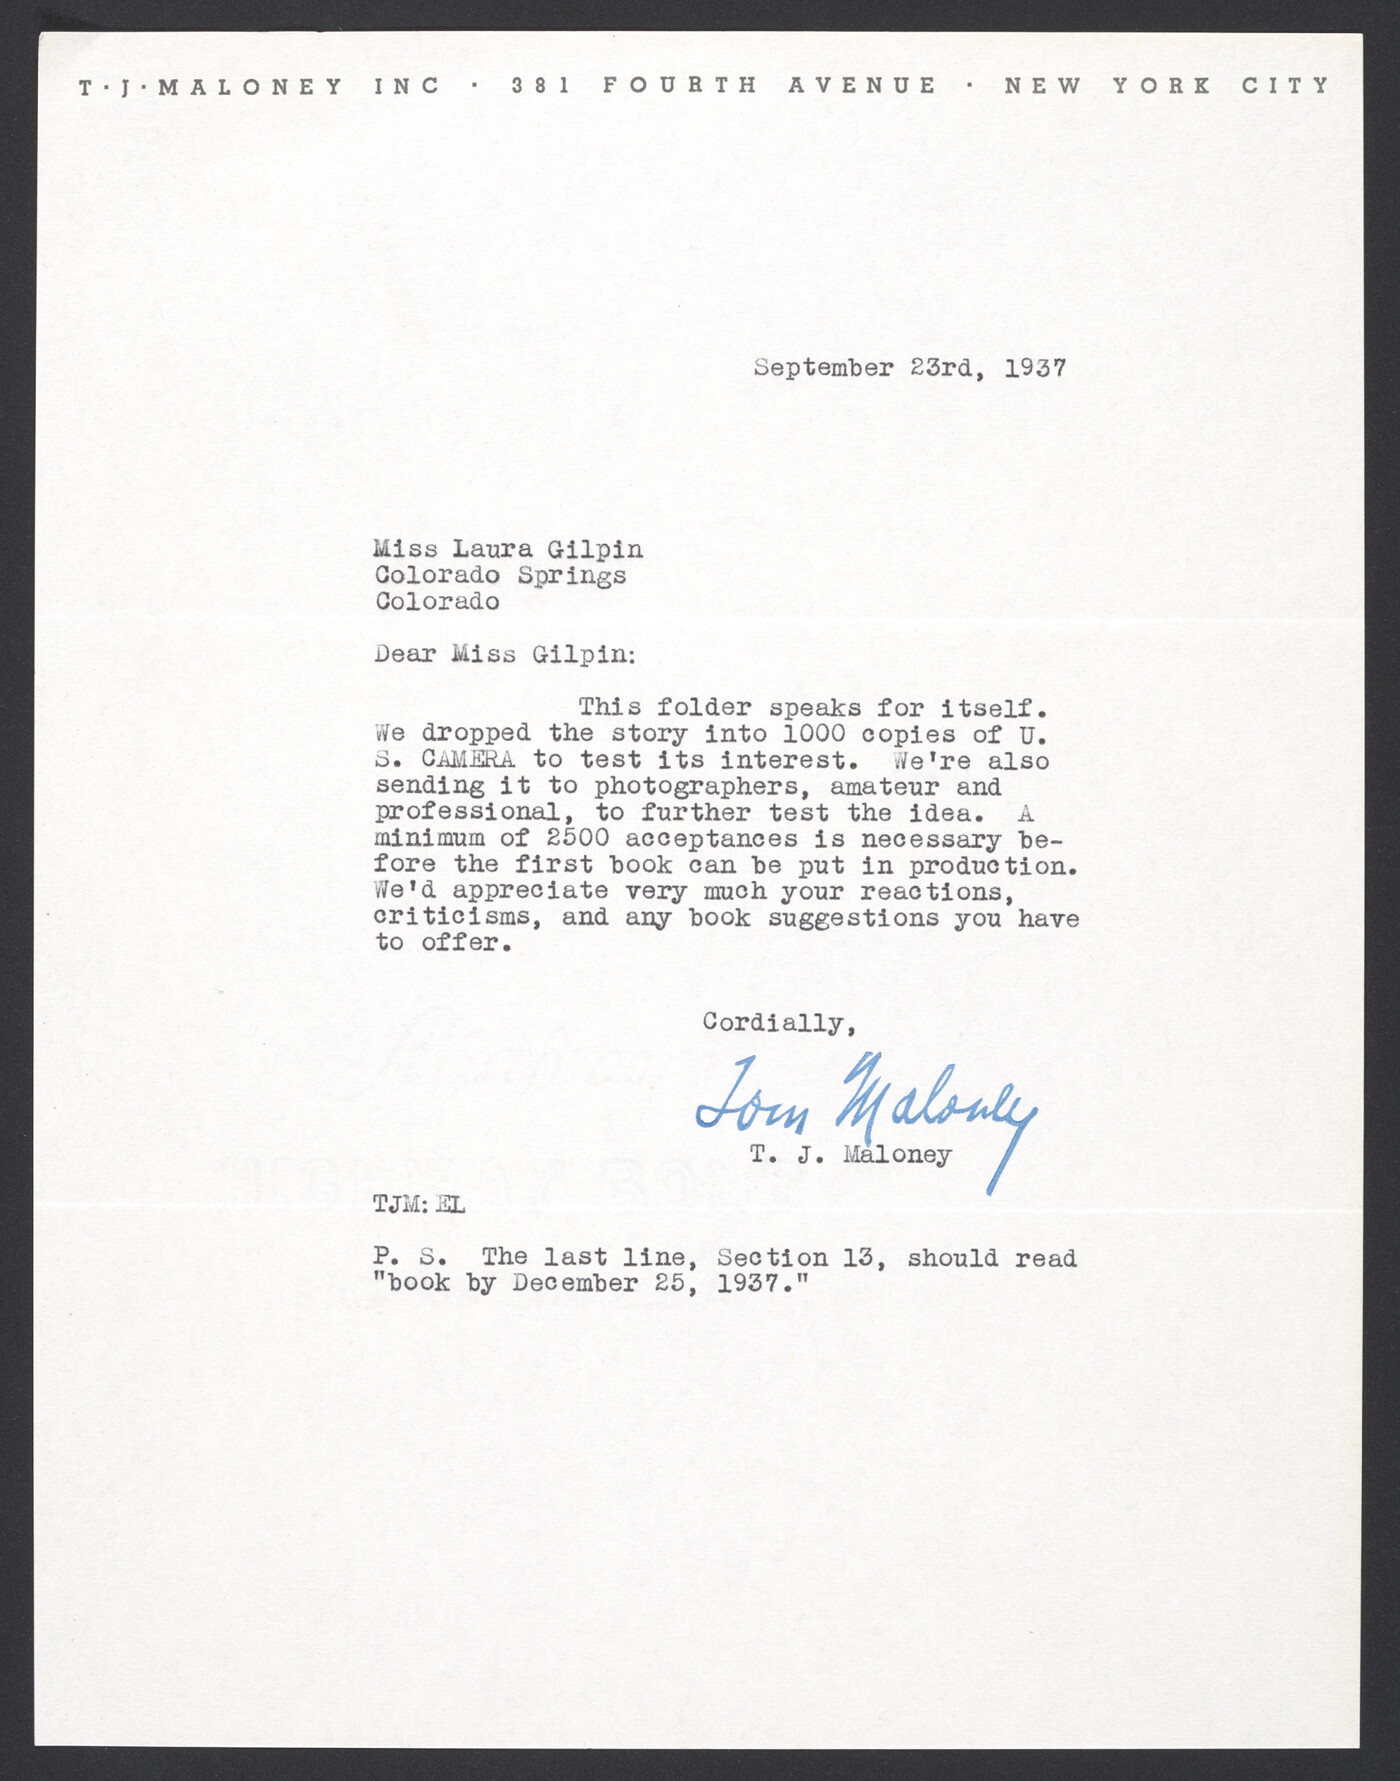 T·J·MALONEY INC · 381 FOURTH AVENUE · NEW YORK CITY
September 23rd, 1937
Miss Laura Gilpin
Colorado Springs
Colorado
Dear Miss Gilpin:
This folder speaks for itself.
We dropped the story into 1000 copies of U.
S. CAMERA to test its interest. We're also
sending it to photographers, amateur and
professional, to further test the idea. A
minimum of 2500 acceptances is necessary be-
fore the first book can be put in production.
We'd appreciate very much your reactions,
criticisms, and any book suggestions you have
to offer.
Cordially,
Tom Maloney
T. J. Maloney
TJM:EL
P. S. The last line, Section 13, should read
"book by December 25, 1937."